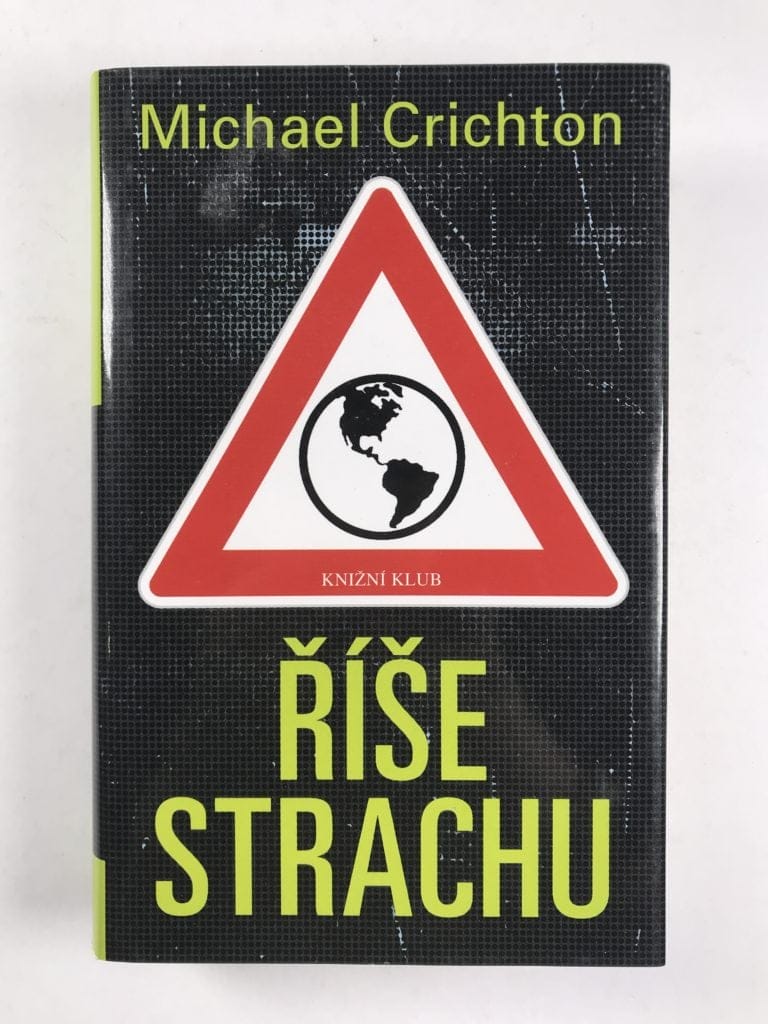 Michael Crichton
KNIŽNÍ KLUB
ŘÍŠE
STRACHU